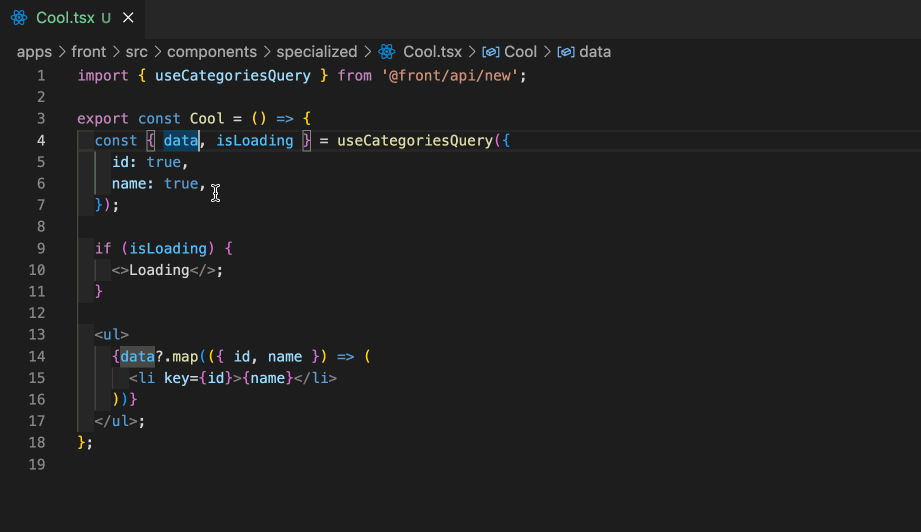 Cool.tsx U ×
apps > front > src > components > specialized > Cool.tsx > Cool > data
1 import { useCategoriesQuery } from '@front/api/new';
2
3 export const Cool = () => {
4   const { data, isLoading } = useCategoriesQuery({
5     id: true,
6     name: true,
7   });
8
9   if (isLoading) {
10     <>Loading</>;
11   }
12
13   <ul>
14     {data?.map(({ id, name }) => (
15       <li key={id}>{name}</li>
16     ))}
17   </ul>;
18 };
19